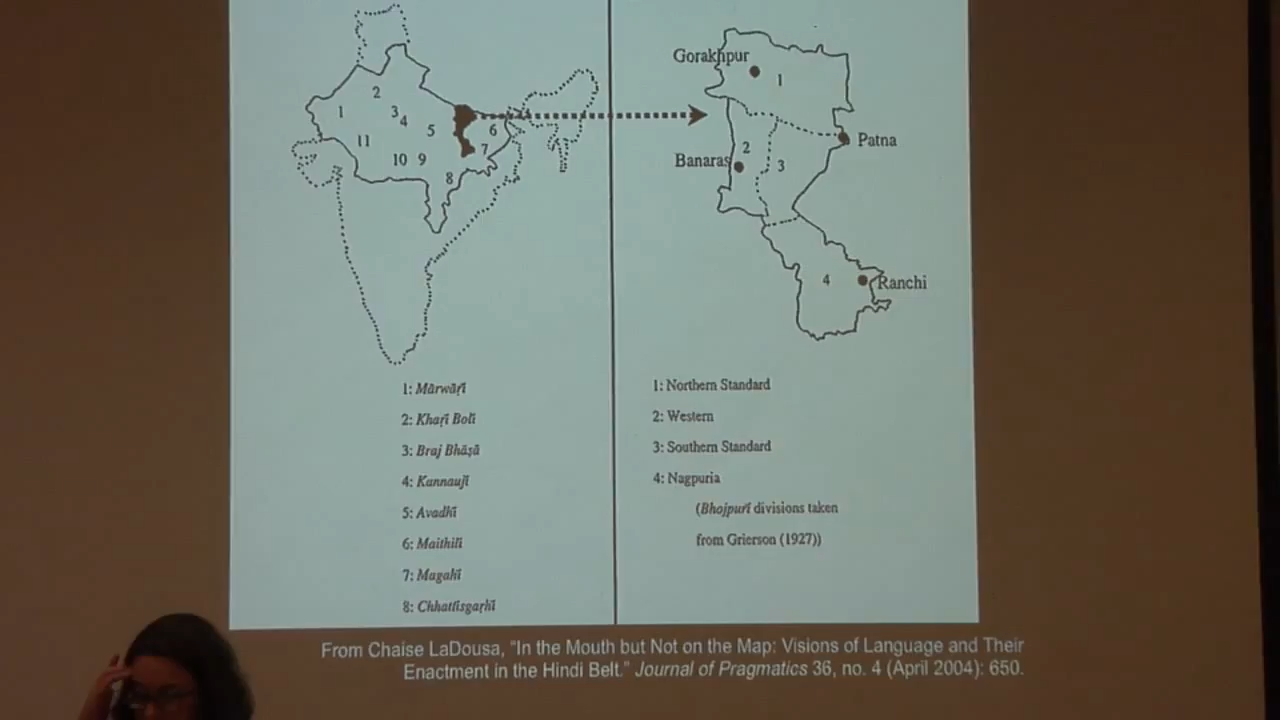 2
1
3
4
5
6
7
11
10 9
8
Gorakhpur
1
Patna
2
Banaras
3
4
Ranchi
1: Mārwāṛī
2: Khaṛī Bolī
3: Braj Bhāṣā
4: Kannaujī
5: Avadhī
6: Maithilī
7: Magahī
8: Chhattīsgaṛhī
1: Northern Standard
2: Western
3: Southern Standard
4: Nagpuria
(Bhojpurī divisions taken
from Grierson (1927))
From Chaise LaDousa, “In the Mouth but Not on the Map: Visions of Language and Their
Enactment in the Hindi Belt.” Journal of Pragmatics 36, no. 4 (April 2004): 650.